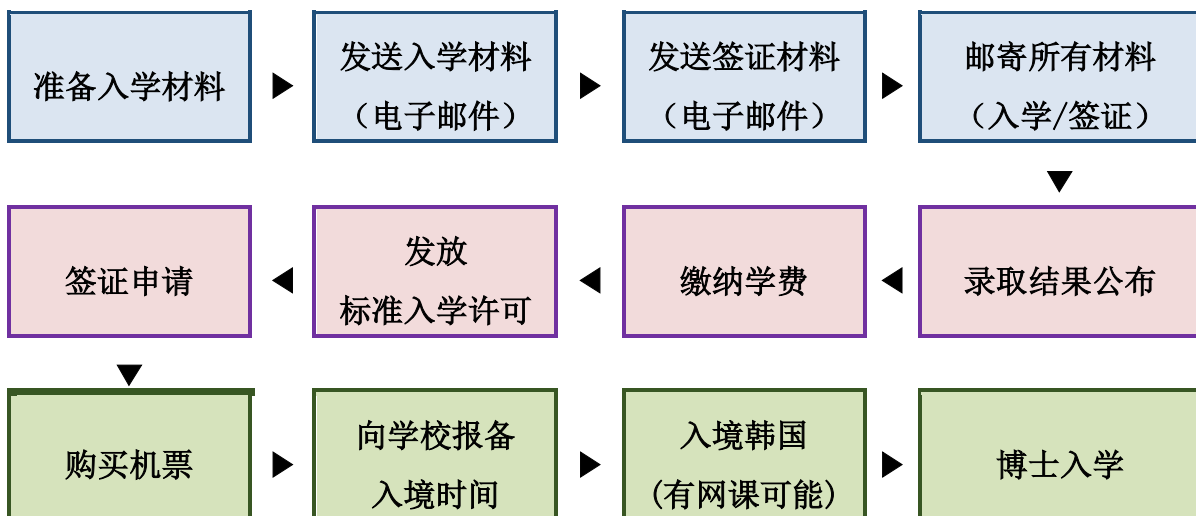 准备入学材料
发送入学材料
（电子邮件）
发送签证材料
（电子邮件）
邮寄所有材料
（入学/签证）
录取结果公布
缴纳学费
发放
标准入学许可
签证申请
购买机票
向学校报备
入境时间
入境韩国
(有网课可能)
博士入学